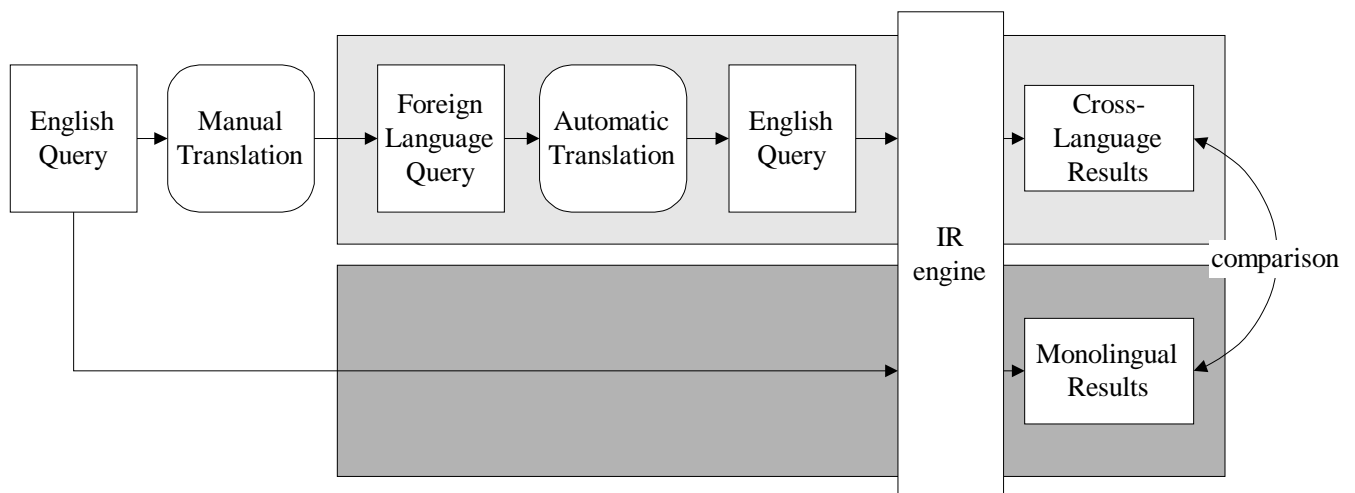 English
Query
Manual
Translation
Foreign
Language
Query
Automatic
Translation
English
Query
IR
engine
Cross-
Language
Results
comparison
Monolingual
Results